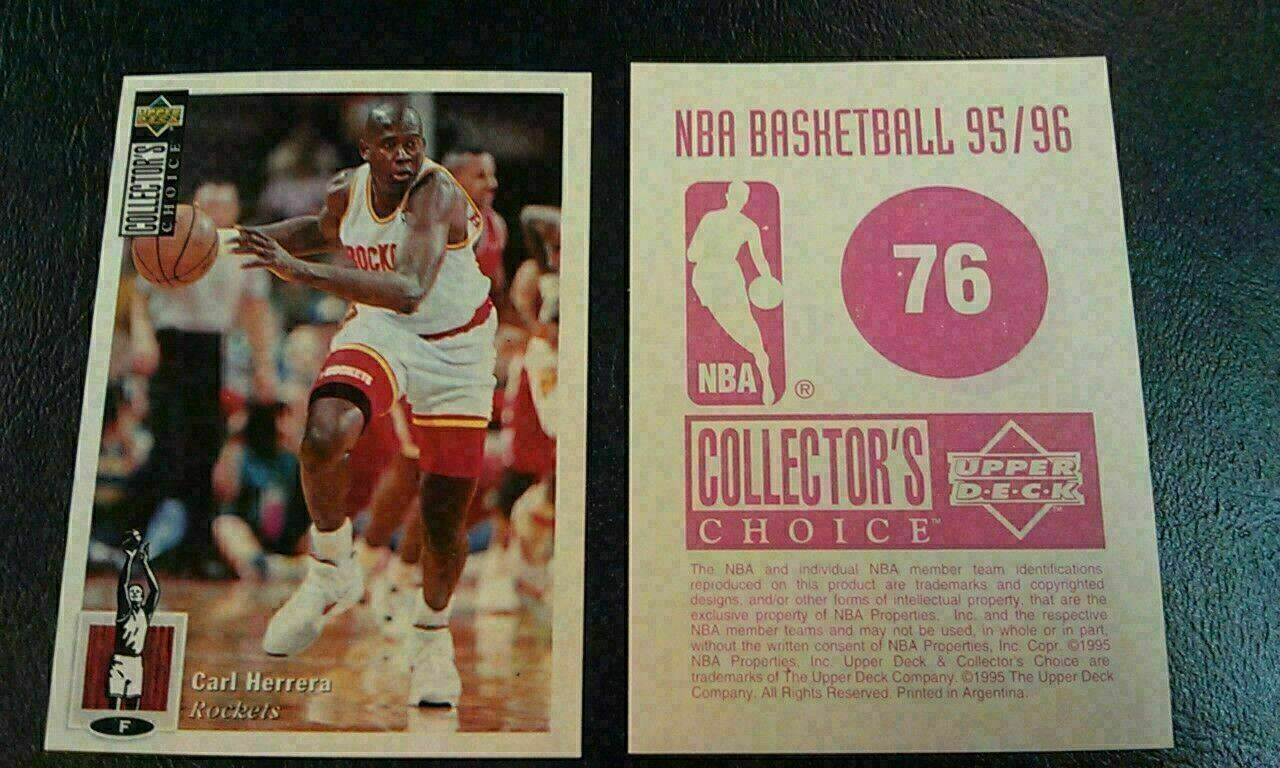 UPPER DECK
COLLECTOR'S
CHOICE
ROCKE
ROCKETS
Carl Herrera
Rockets
F
NBA BASKETBALL 95/96
76
NBA ®
COLLECTOR'S
CHOICE™
UPPER
D•E•C•K™
The NBA and individual NBA member team identifications
reproduced on this product are trademarks and copyrighted
designs, and/or other forms of intellectual property, that are the
exclusive property of NBA Properties, Inc. and the respective
NBA member teams and may not be used, in whole or in part,
without the written consent of NBA Properties, Inc. Copr. ©1995
NBA Properties, Inc. Upper Deck & Collector's Choice are
trademarks of The Upper Deck Company. ©1995 The Upper Deck
Company. All Rights Reserved. Printed in Argentina.